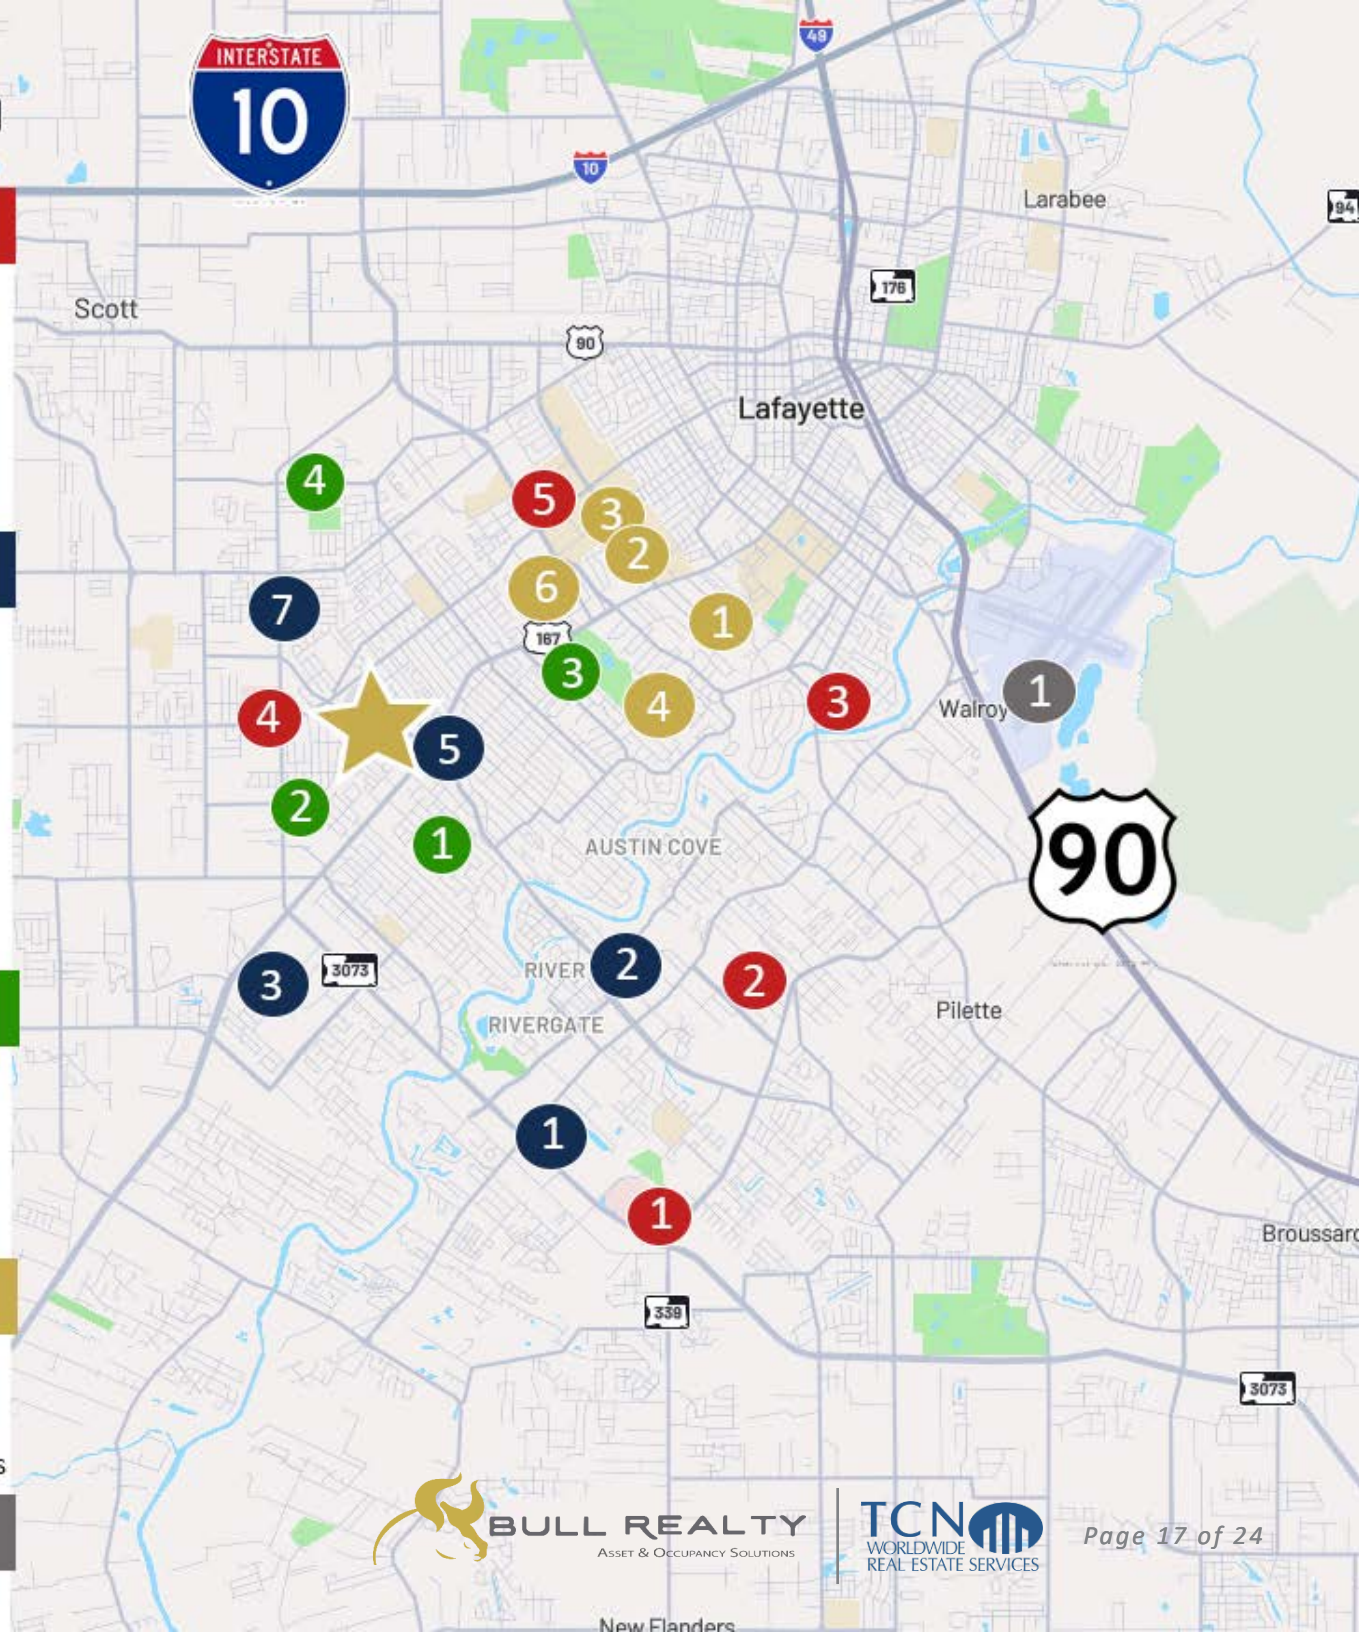 49
INTERSTATE
10
10
Larabee
94
176
Scott
90
Lafayette
4
5
3
2
6
7
1
167
3
4
3
1
4
Walroy
5
2
1
AUSTIN COVE
90
2
3
3073
RIVER
2
RIVERGATE
Pilette
1
1
Broussard
339
3073
s
BULL REALTY
ASSET & OCCUPANCY SOLUTIONS
TCN
WORLDWIDE
REAL ESTATE SERVICES
Page 17 of 24
New Flanders